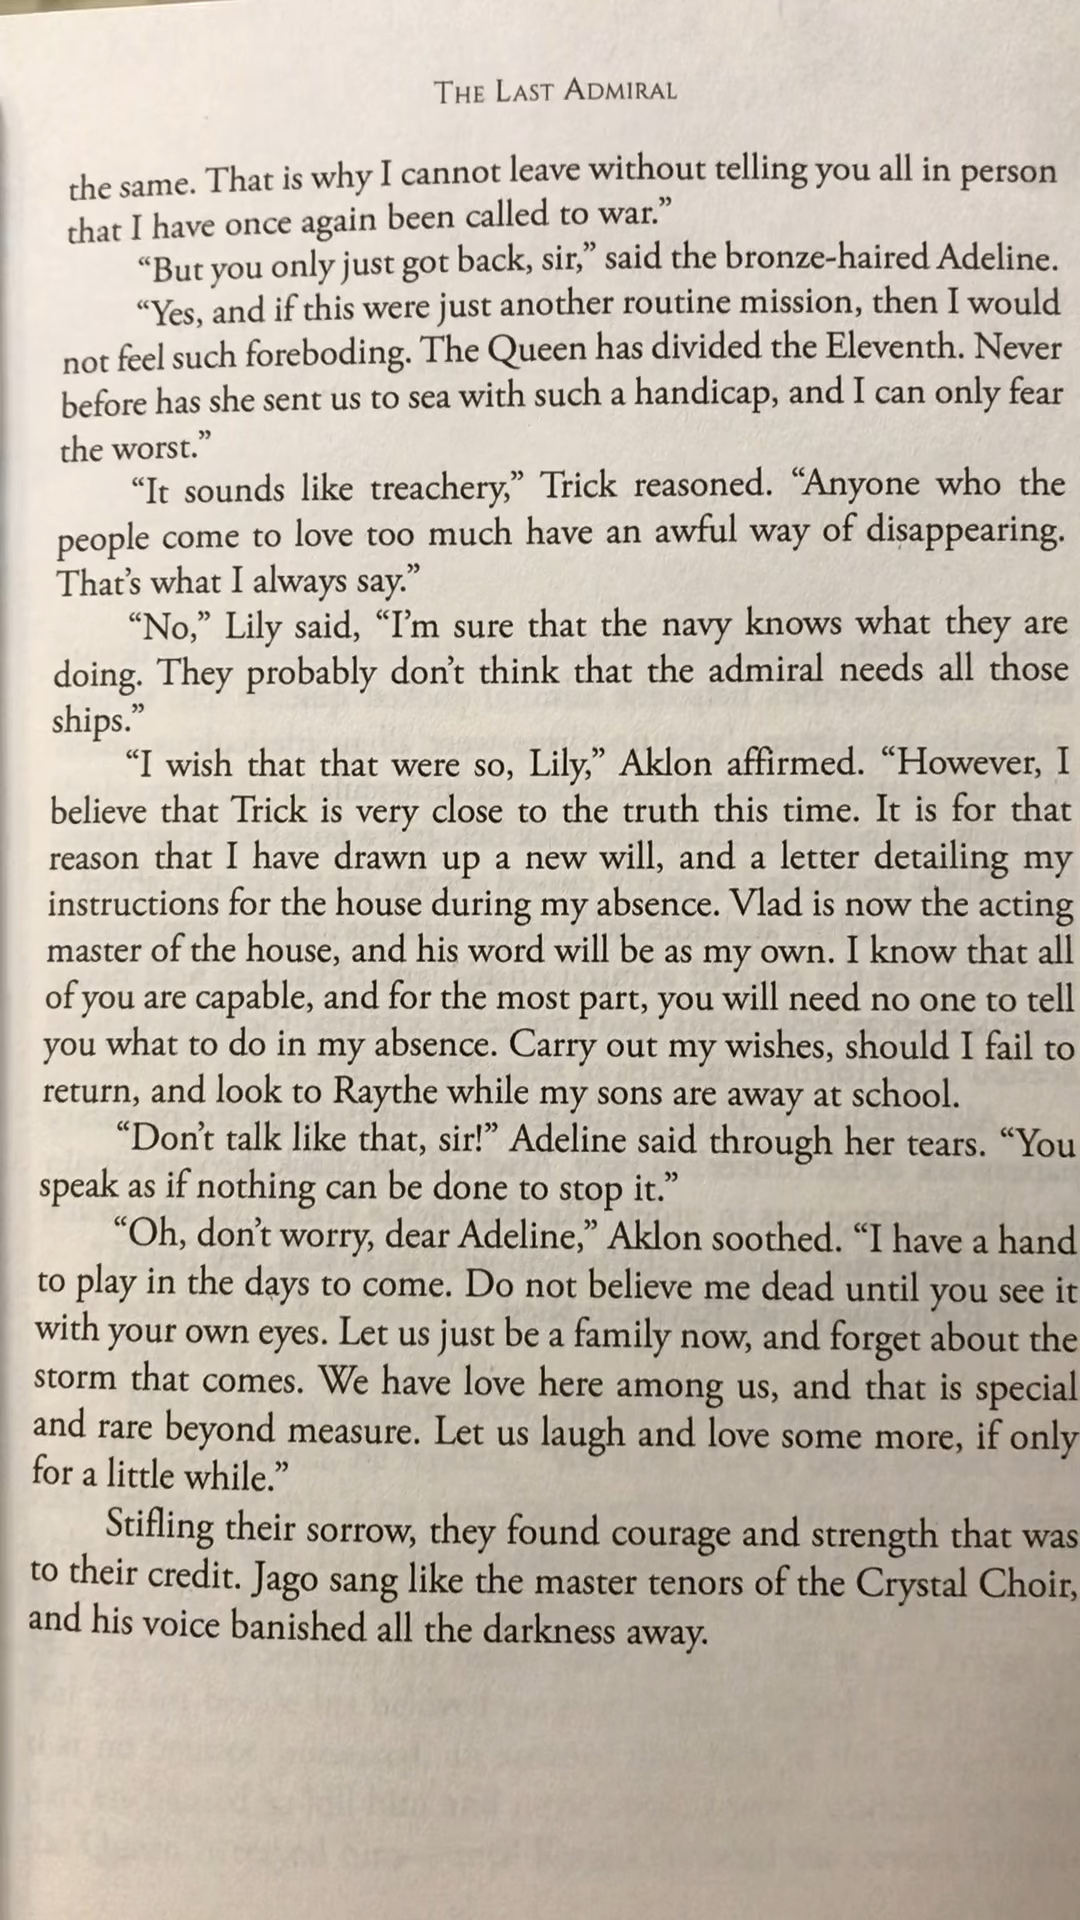 THE LAST ADMIRAL
the same. That is why I cannot leave without telling you all in person
that I have once again been called to war.”
“But you only just got back, sir,” said the bronze-haired Adeline.
“Yes, and if this were just another routine mission, then I would
not feel such foreboding. The Queen has divided the Eleventh. Never
before has she sent us to sea with such a handicap, and I can only fear
the worst.”
“It sounds like treachery,” Trick reasoned. “Anyone who the
people come to love too much have an awful way of disappearing.
That’s what I always say.”
“No,” Lily said, “I’m sure that the navy knows what they are
doing. They probably don’t think that the admiral needs all those
ships.”
“I wish that that were so, Lily,” Aklon affirmed. “However, I
believe that Trick is very close to the truth this time. It is for that
reason that I have drawn up a new will, and a letter detailing my
instructions for the house during my absence. Vlad is now the acting
master of the house, and his word will be as my own. I know that all
of you are capable, and for the most part, you will need no one to tell
you what to do in my absence. Carry out my wishes, should I fail to
return, and look to Raythe while my sons are away at school.
“Don’t talk like that, sir!” Adeline said through her tears. “You
speak as if nothing can be done to stop it.”
“Oh, don’t worry, dear Adeline,” Aklon soothed. “I have a hand
to play in the days to come. Do not believe me dead until you see it
with your own eyes. Let us just be a family now, and forget about the
storm that comes. We have love here among us, and that is special
and rare beyond measure. Let us laugh and love some more, if only
for a little while.”
Stifling their sorrow, they found courage and strength that was
to their credit. Jago sang like the master tenors of the Crystal Choir,
and his voice banished all the darkness away.